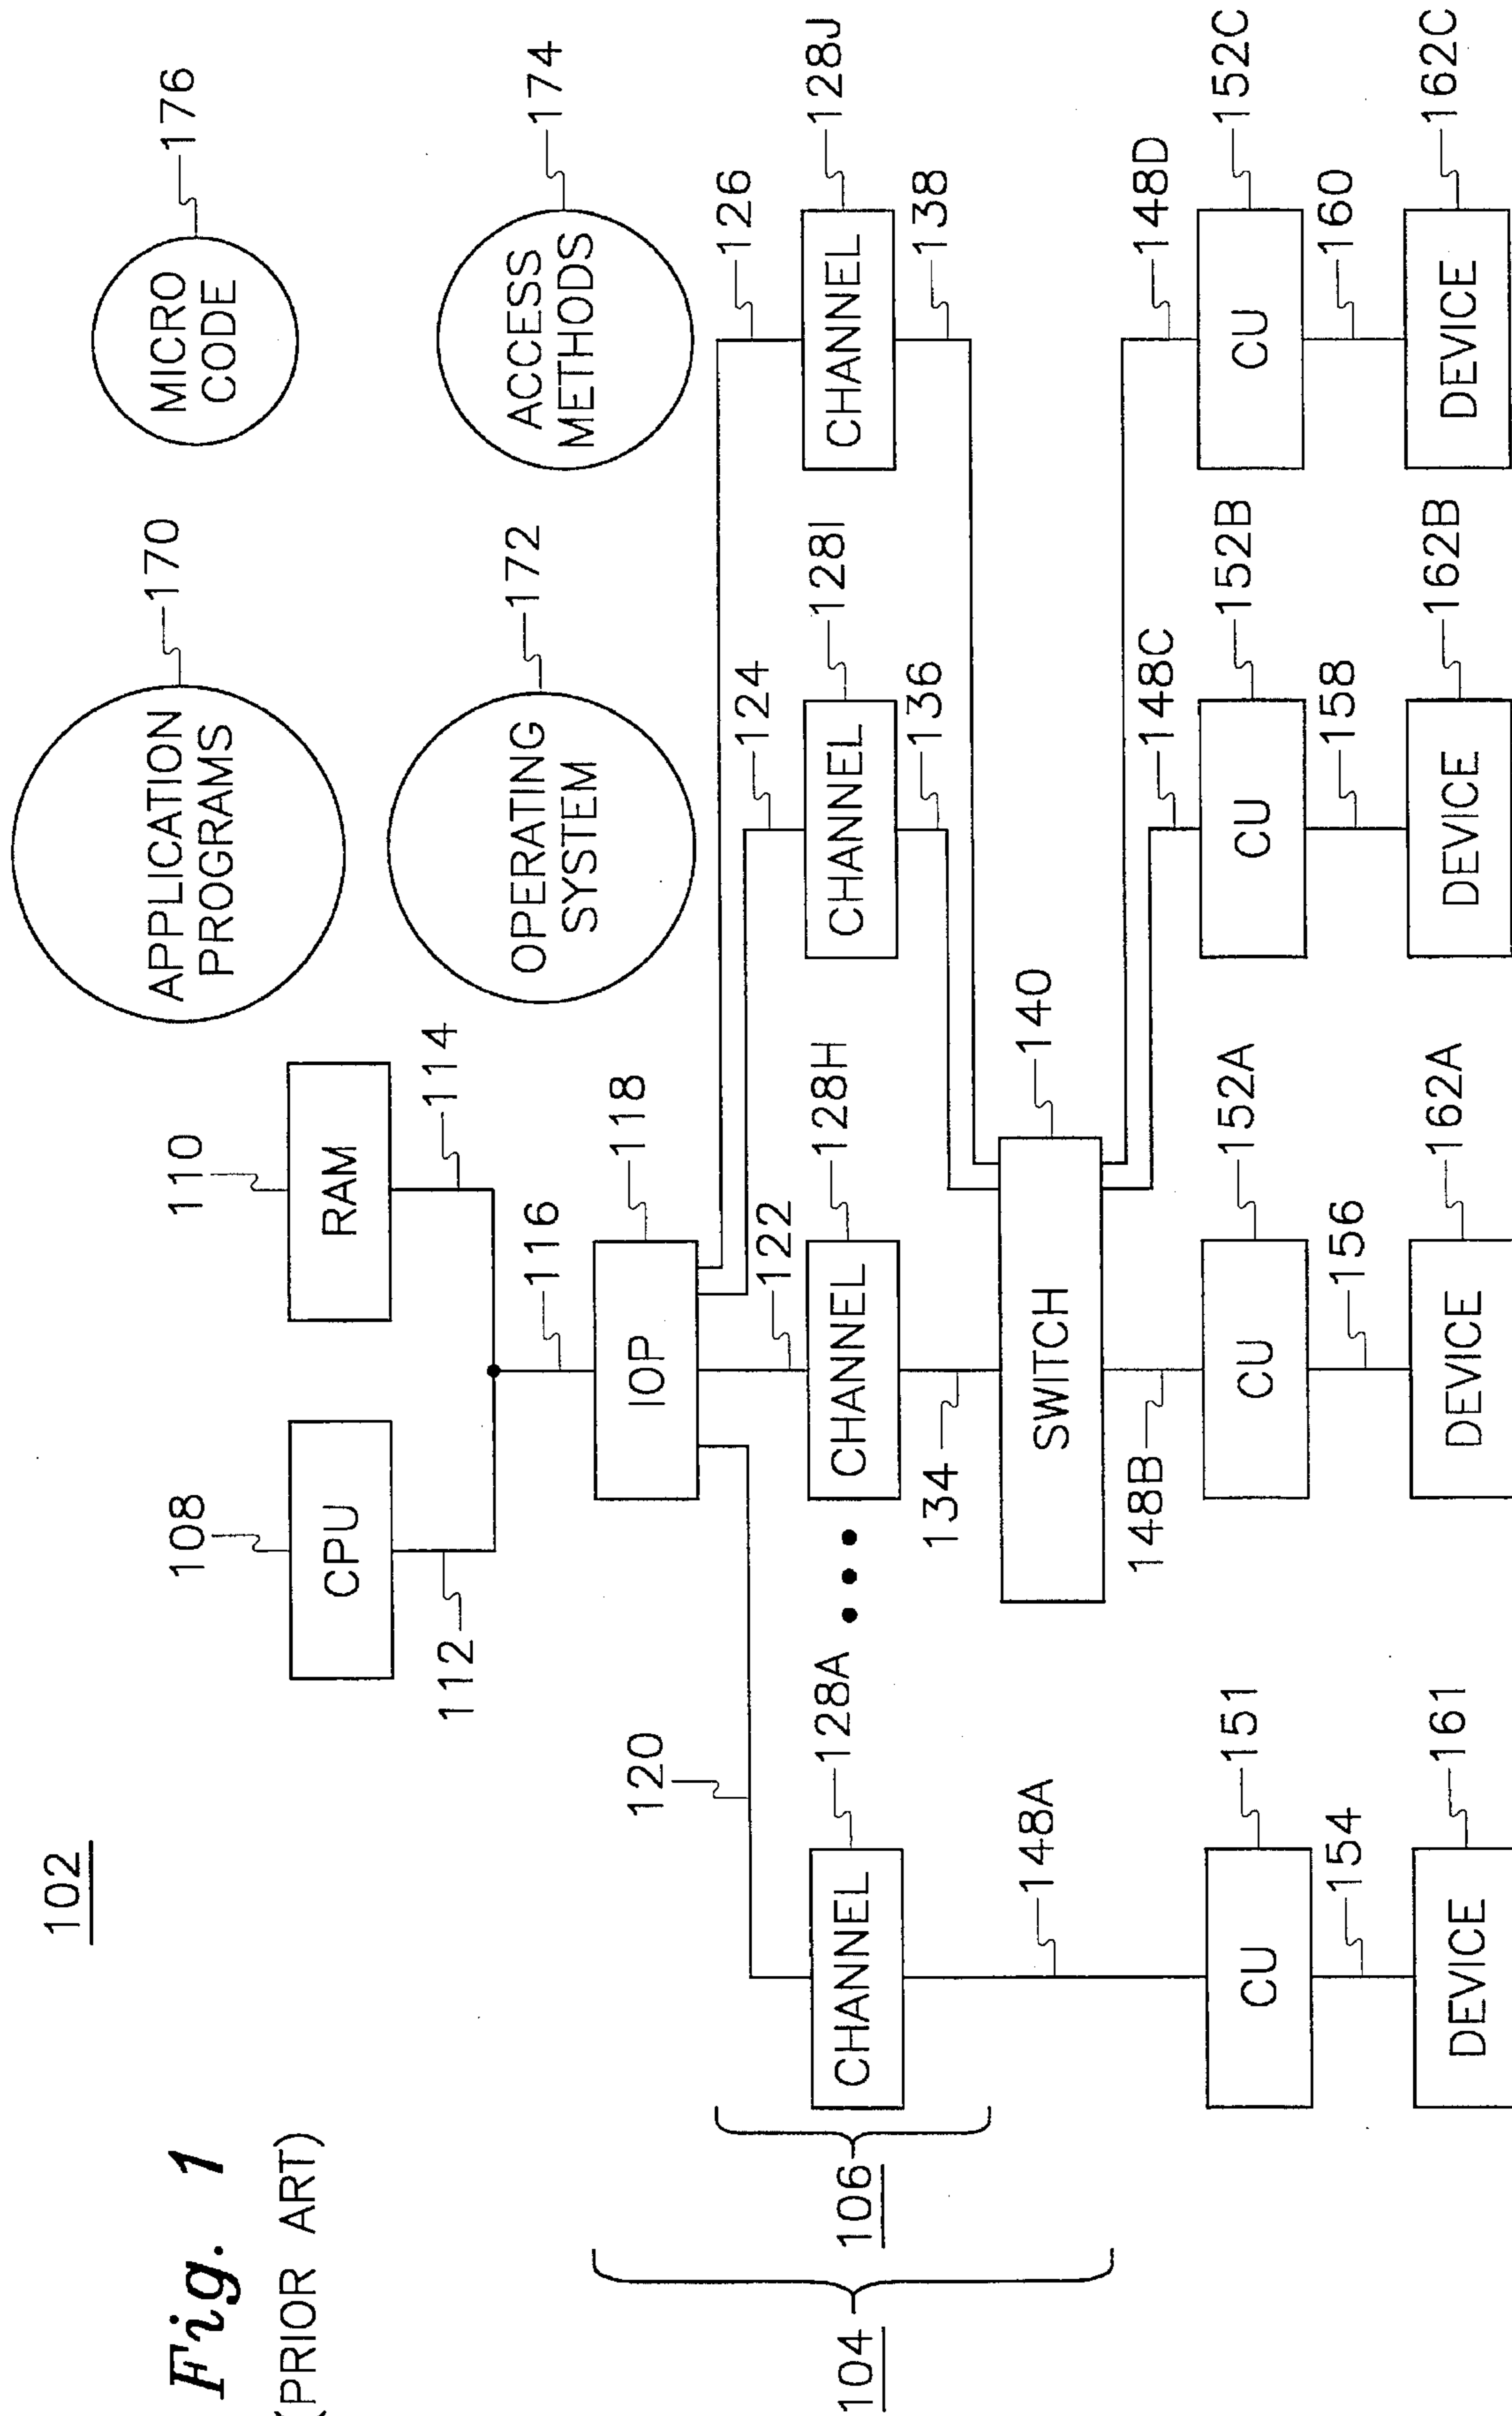 Fig. 1
(PRIOR ART)
102
108
110
CPU
RAM
112
114
116
IOP
118
APPLICATION
PROGRAMS
170
MICRO
CODE
176
OPERATING
SYSTEM
172
ACCESS
METHODS
174
120
122
124
126
104
106
CHANNEL
128A
CHANNEL
128H
CHANNEL
128I
CHANNEL
128J
134
136
138
SWITCH
140
148A
148B
148C
148D
CU
151
CU
152A
CU
152B
CU
152C
154
156
158
160
DEVICE
161
DEVICE
162A
DEVICE
162B
DEVICE
162C